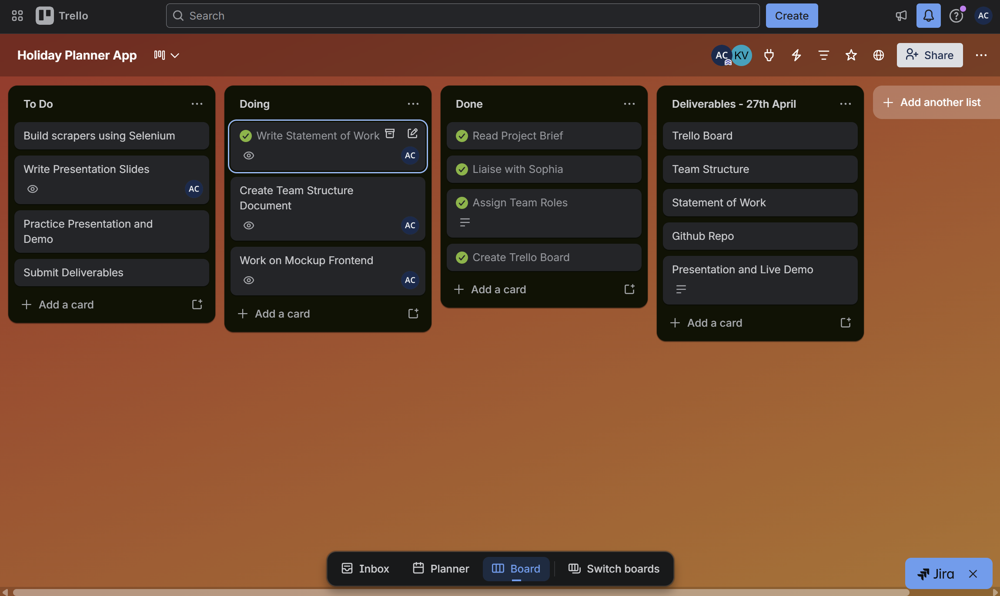 Trello
Search
Create
AC
Holiday Planner App
AC
KV
Share
To Do
Build scrapers using Selenium
Write Presentation Slides
AC
Practice Presentation and
Demo
Submit Deliverables
Add a card
Doing
Write Statement of Work
AC
Create Team Structure
Document
AC
Work on Mockup Frontend
AC
Add a card
Done
Read Project Brief
Liaise with Sophia
Assign Team Roles
Create Trello Board
Add a card
Deliverables - 27th April
Trello Board
Team Structure
Statement of Work
Github Repo
Presentation and Live Demo
Add a card
Add another list
Inbox
Planner
Board
Switch boards
Jira